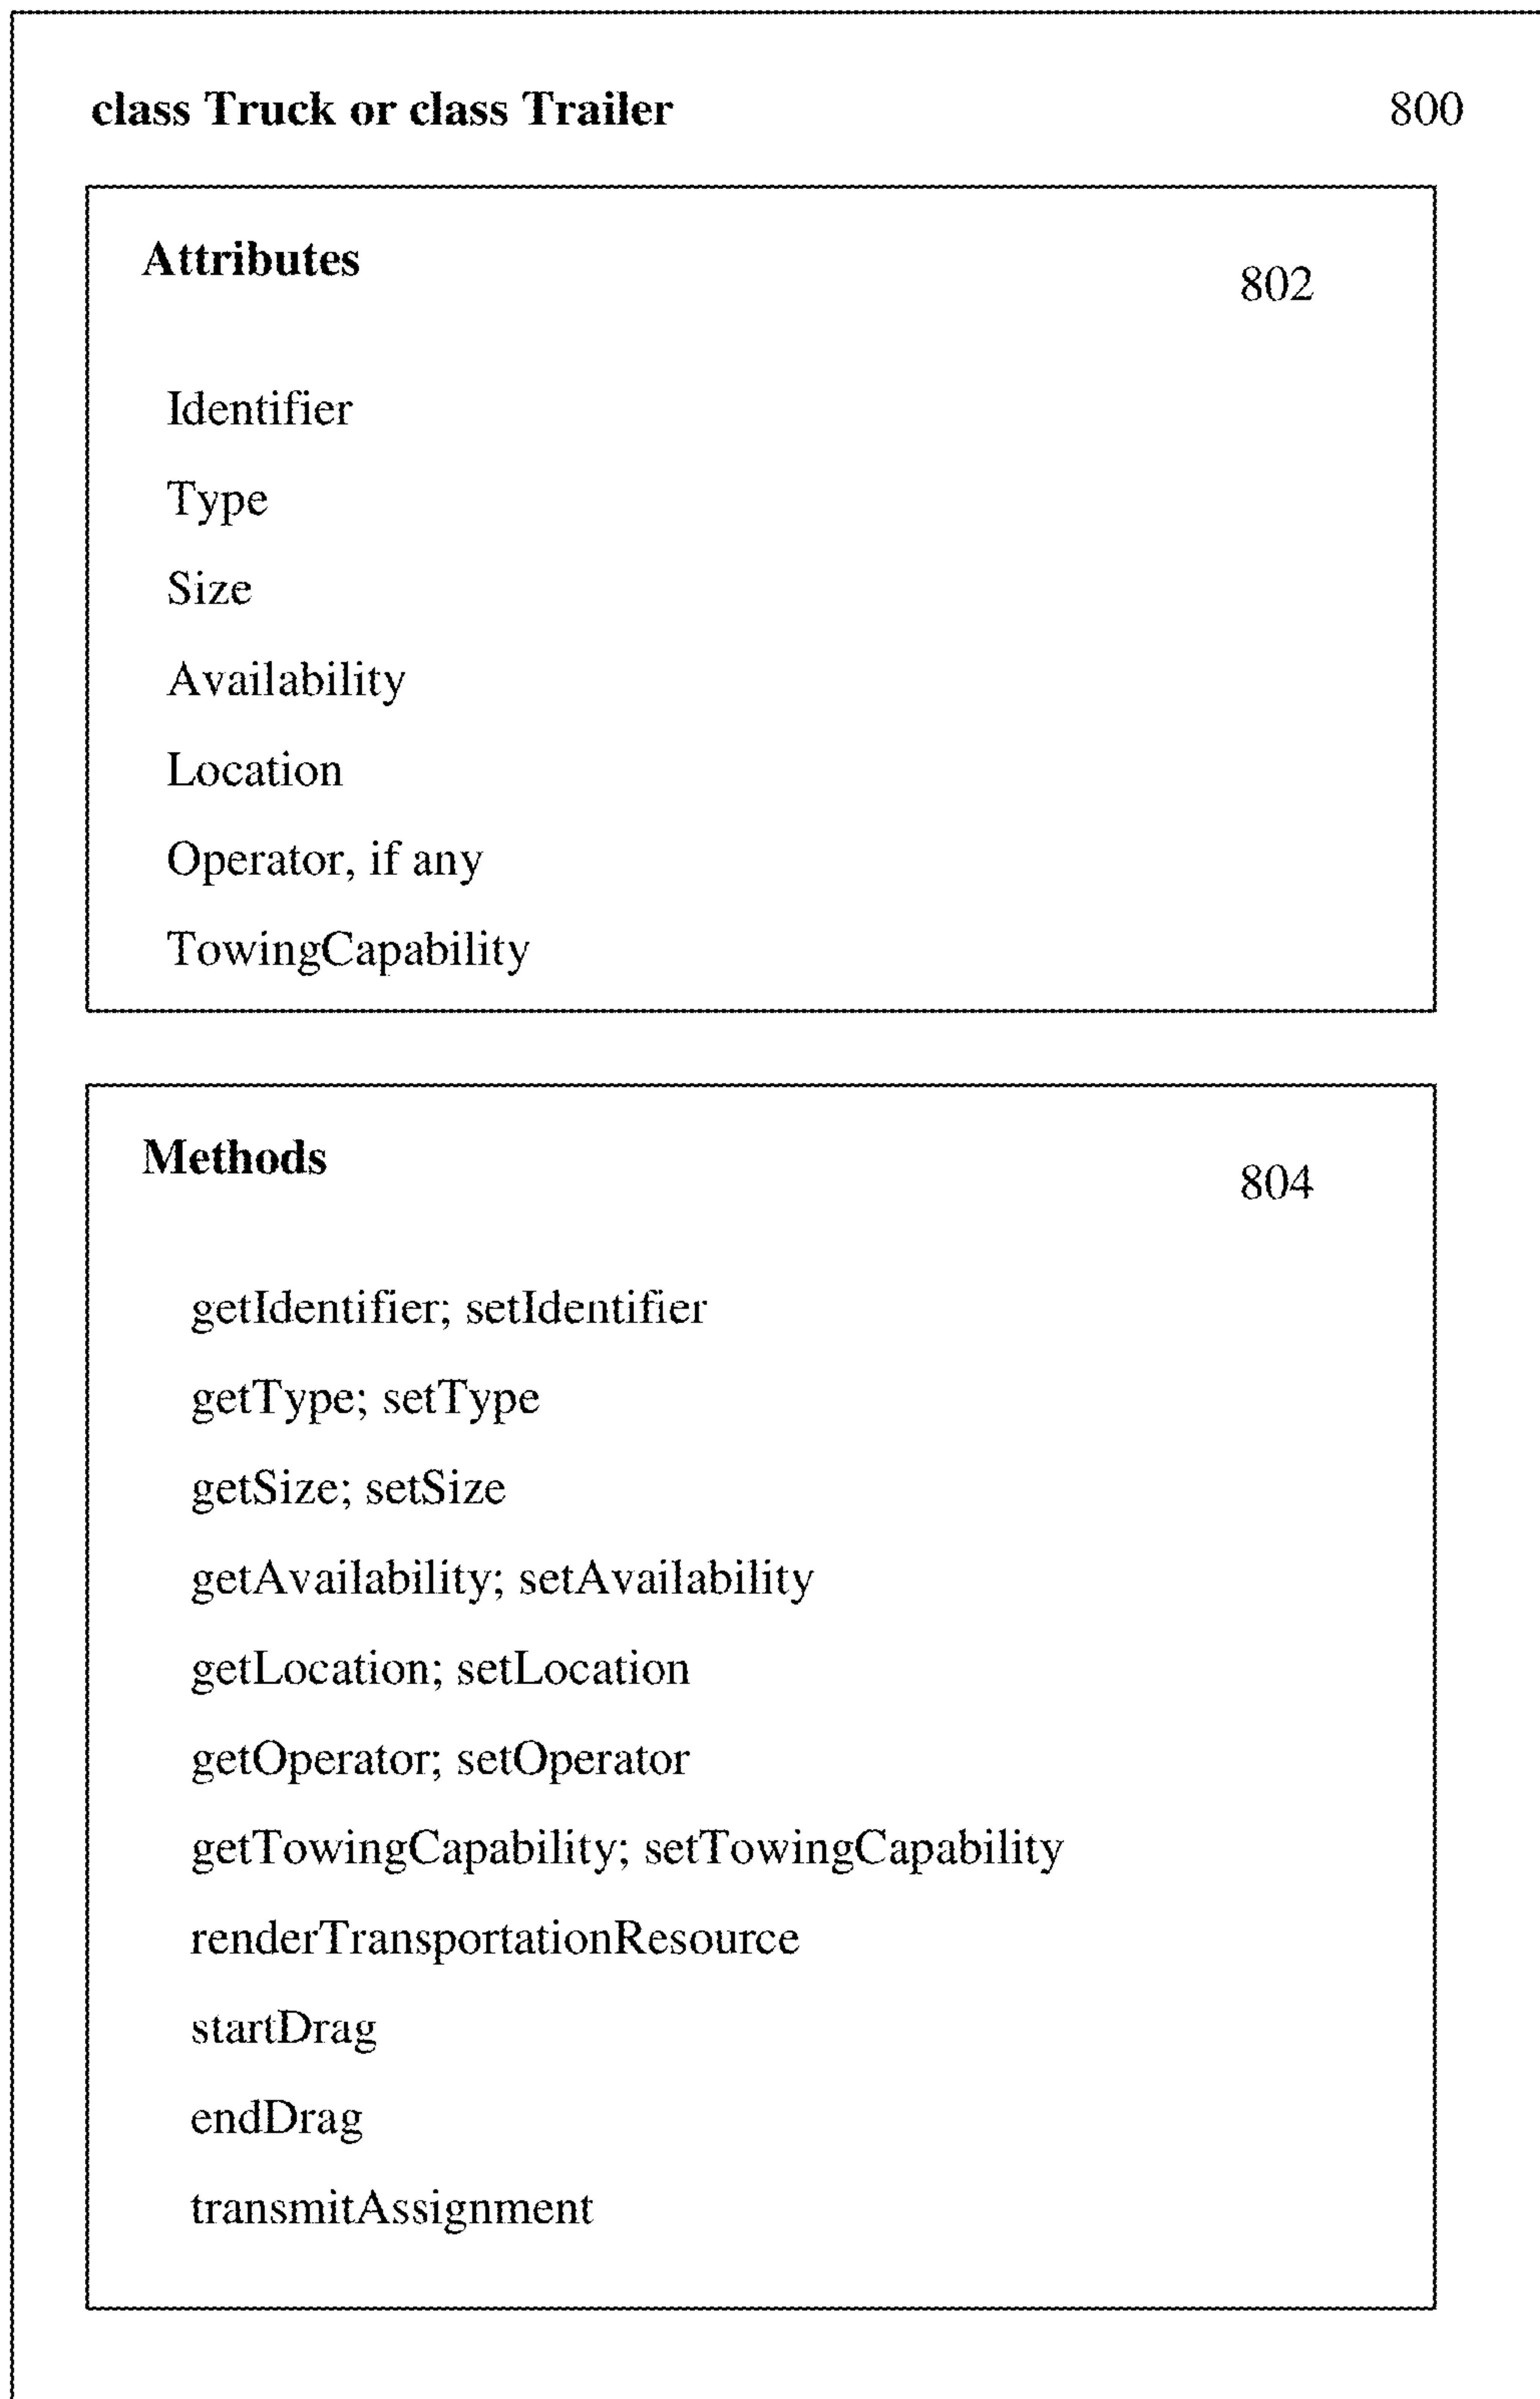 class Truck or class Trailer 800
Attributes
802
Identifier
Type
Size
Availability
Location
Operator, if any
TowingCapability
Methods
804
getIdentifier; setIdentifier
getType; setType
getSize; setSize
getAvailability; setAvailability
getLocation; setLocation
getOperator; setOperator
getTowingCapability; setTowingCapability
renderTransportationResource
startDrag
endDrag
transmitAssignment